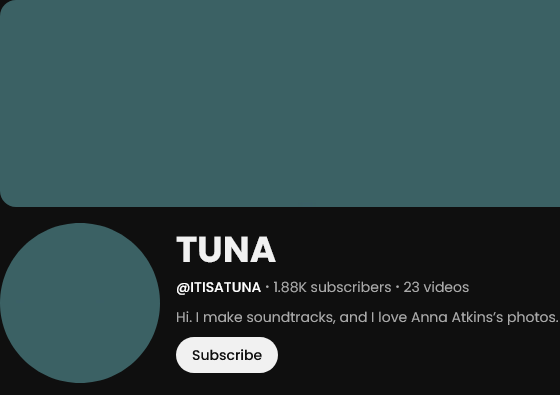 TUNA
@ITISATUNA • 1.88K subscribers • 23 videos
Hi. I make soundtracks, and I love Anna Atkins’s photos.
Subscribe